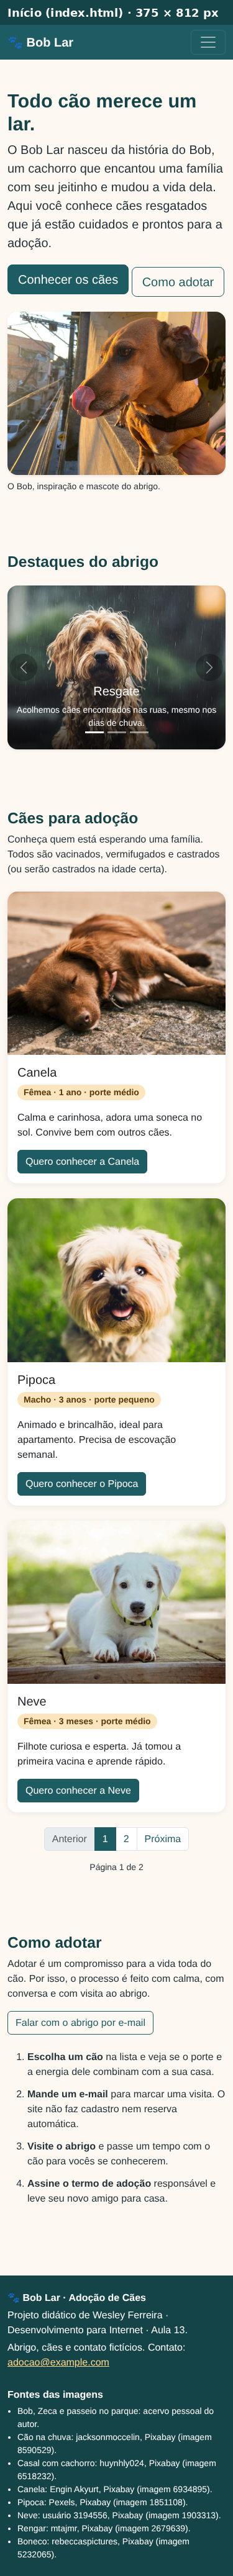 Início (index.html) · 375 × 812 px
🐾 Bob Lar
Todo cão merece um
lar.
O Bob Lar nasceu da história do Bob,
um cachorro que encantou uma família
com seu jeitinho e mudou a vida dela.
Aqui você conhece cães resgatados
que já estão cuidados e prontos para a
adoção.
Conhecer os cães
Como adotar
O Bob, inspiração e mascote do abrigo.
Destaques do abrigo
Resgate
Acolhemos cães encontrados nas ruas, mesmo nos
dias de chuva.
Cães para adoção
Conheça quem está esperando uma família.
Todos são vacinados, vermifugados e castrados
(ou serão castrados na idade certa).
Canela
Fêmea · 1 ano · porte médio
Calma e carinhosa, adora uma soneca no
sol. Convive bem com outros cães.
Quero conhecer a Canela
Pipoca
Macho · 3 anos · porte pequeno
Animado e brincalhão, ideal para
apartamento. Precisa de escovação
semanal.
Quero conhecer o Pipoca
Neve
Fêmea · 3 meses · porte médio
Filhote curiosa e esperta. Já tomou a
primeira vacina e aprende rápido.
Quero conhecer a Neve
Anterior 1 2 Próxima
Página 1 de 2
Como adotar
Adotar é um compromisso para a vida toda do
cão. Por isso, o processo é feito com calma, com
conversa e com visita ao abrigo.
Falar com o abrigo por e-mail
1. Escolha um cão na lista e veja se o porte e
a energia dele combinam com a sua casa.
2. Mande um e-mail para marcar uma visita. O
site não faz cadastro nem reserva
automática.
3. Visite o abrigo e passe um tempo com o
cão para vocês se conhecerem.
4. Assine o termo de adoção responsável e
leve seu novo amigo para casa.
🐾 Bob Lar · Adoção de Cães
Projeto didático de Wesley Ferreira ·
Desenvolvimento para Internet · Aula 13.
Abrigo, cães e contato fictícios. Contato:
adocao@example.com
Fontes das imagens
• Bob, Zeca e passeio no parque: acervo pessoal do
autor.
• Cão na chuva: jacksonmoccelin, Pixabay (imagem
8590529).
• Casal com cachorro: huynhly024, Pixabay (imagem
6518232).
• Canela: Engin Akyurt, Pixabay (imagem 6934895).
• Pipoca: Pexels, Pixabay (imagem 1851108).
• Neve: usuário 3194556, Pixabay (imagem 1903313).
• Rengar: mtajmr, Pixabay (imagem 2679639).
• Boneco: rebeccaspictures, Pixabay (imagem
5232065).